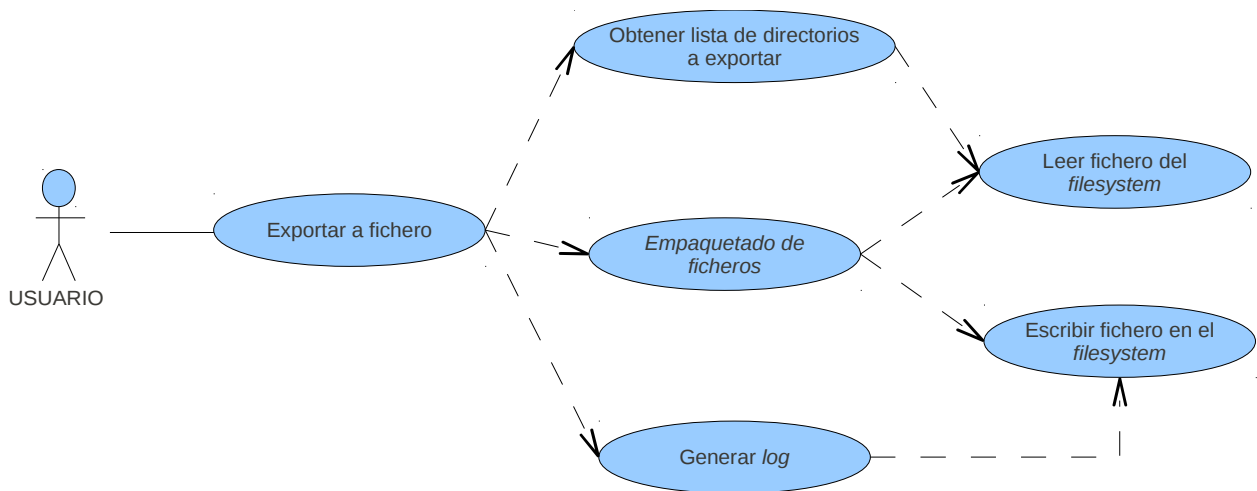 Obtener lista de directorios
a exportar
Leer fichero del
filesystem
Exportar a fichero
Empaquetado de
ficheros
USUARIO
Escribir fichero en el
filesystem
Generar log